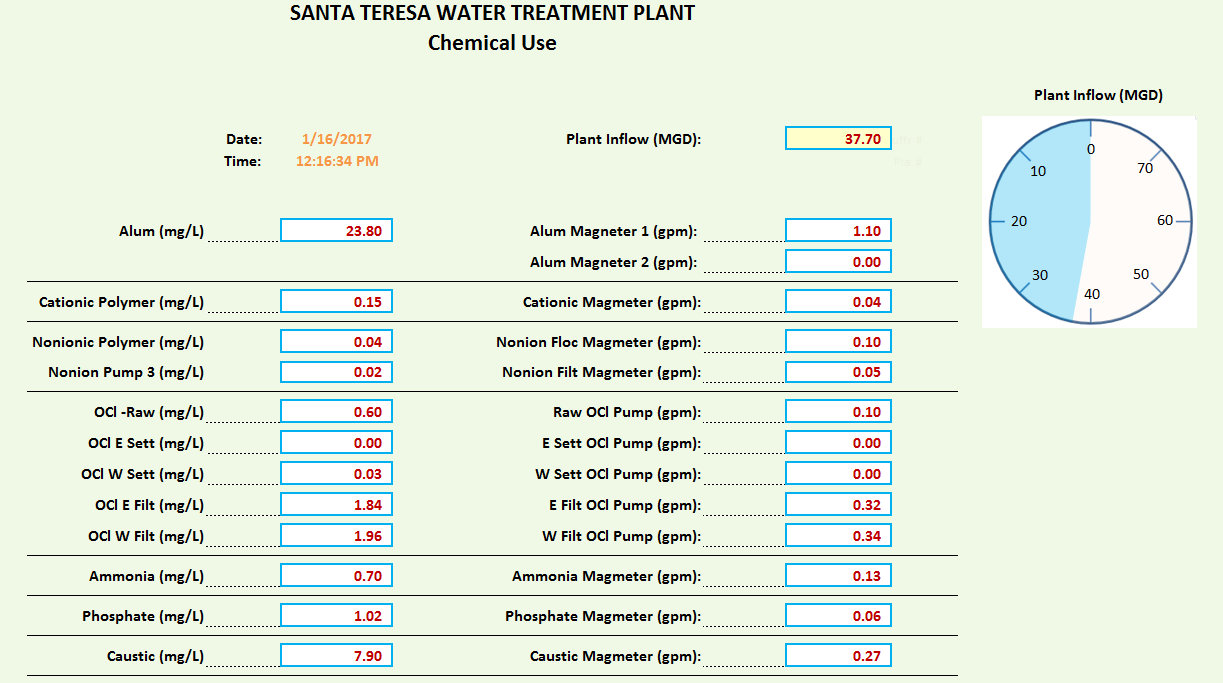 SANTA TERESA WATER TREATMENT PLANT
Chemical Use
Plant Inflow (MGD)
Date: 1/16/2017 Plant Inflow (MGD): 37.70
Time: 12:16:34 PM
0
10 70
20 60
30 50
40
Alum (mg/L) 23.80 Alum Magneter 1 (gpm): 1.10
Alum Magneter 2 (gpm): 0.00
Cationic Polymer (mg/L) 0.15 Cationic Magmeter (gpm): 0.04
Nonionic Polymer (mg/L) 0.04 Nonion Floc Magmeter (gpm): 0.10
Nonion Pump 3 (mg/L) 0.02 Nonion Filt Magmeter (gpm): 0.05
OCl -Raw (mg/L) 0.60 Raw OCl Pump (gpm): 0.10
OCl E Sett (mg/L) 0.00 E Sett OCl Pump (gpm): 0.00
OCl W Sett (mg/L) 0.03 W Sett OCl Pump (gpm): 0.00
OCl E Filt (mg/L) 1.84 E Filt OCl Pump (gpm): 0.32
OCl W Filt (mg/L) 1.96 W Filt OCl Pump (gpm): 0.34
Ammonia (mg/L) 0.70 Ammonia Magmeter (gpm): 0.13
Phosphate (mg/L) 1.02 Phosphate Magmeter (gpm): 0.06
Caustic (mg/L) 7.90 Caustic Magmeter (gpm): 0.27